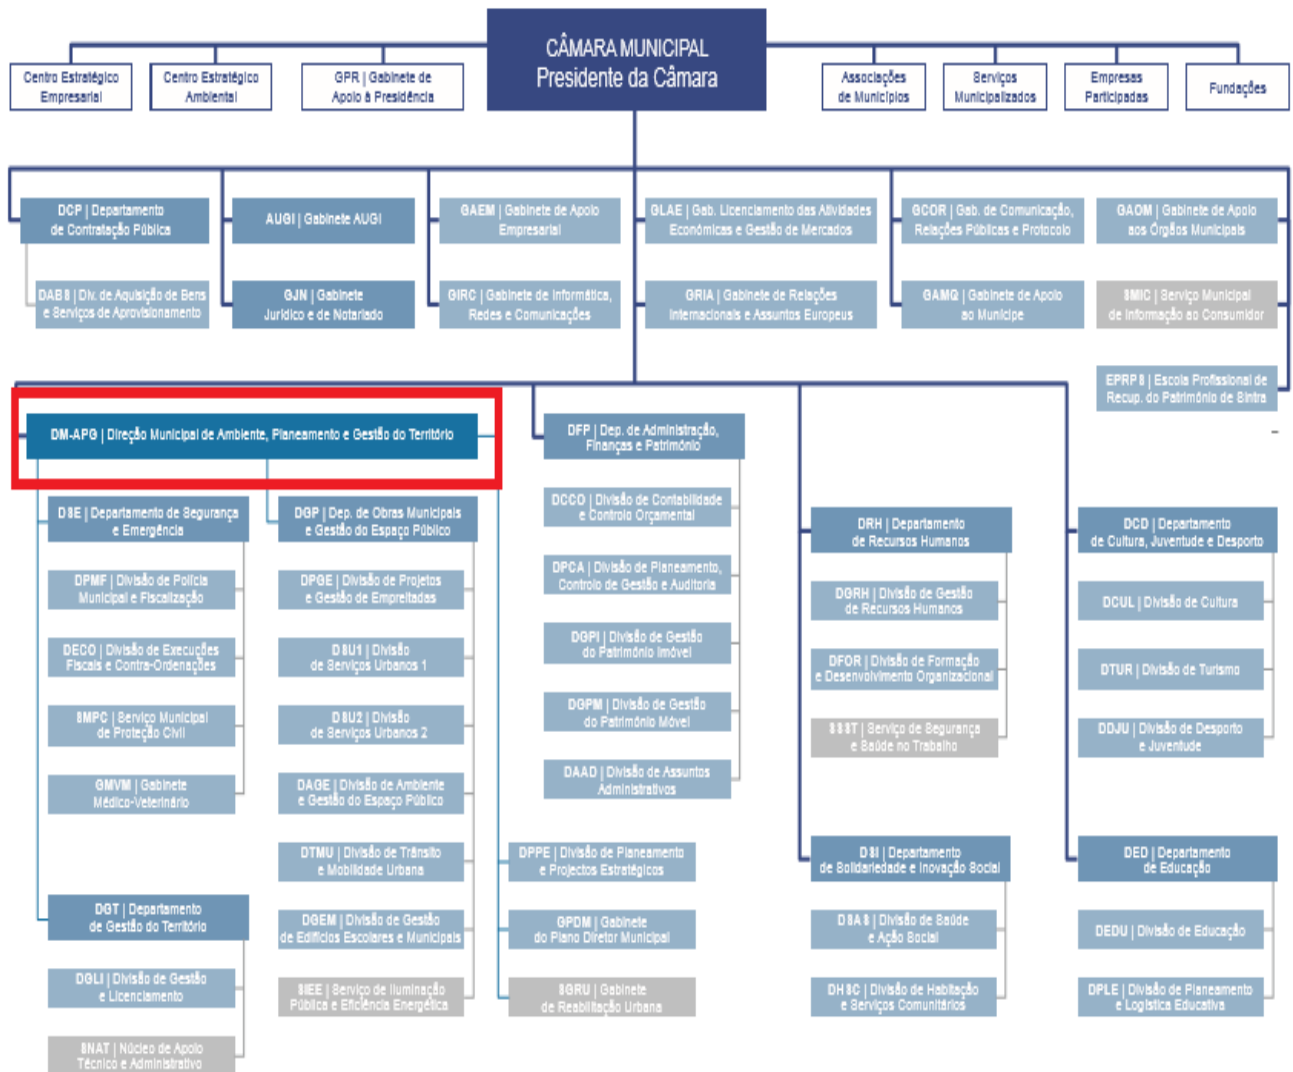 CÂMARA MUNICIPAL
Presidente da Câmara
Centro Estratégico
Empresarial
Centro Estratégico
Ambiental
GPR | Gabinete de
Apoio à Presidência
Associações
de Municípios
Serviços
Municipalizados
Empresas
Participadas
Fundações
DCP | Departamento
de Contratação Pública
AUGI | Gabinete AUGI
GAEM | Gabinete de Apoio
Empresarial
GLAE | Gab. Licenciamento das Atividades
Económicas e Gestão de Mercados
GCOR | Gab. de Comunicação,
Relações Públicas e Protocolo
GAOM | Gabinete de Apoio
aos Órgãos Municipais
DABS | Div. de Aquisição de Bens
e Serviços de Aprovisionamento
GJN | Gabinete
Jurídico e de Notariado
GIRC | Gabinete de Informática,
Redes e Comunicações
GRIA | Gabinete de Relações
Internacionais e Assuntos Europeus
GAMQ | Gabinete de Apoio
ao Munícipe
SMIC | Serviço Municipal
de Informação ao Consumidor
EPRPS | Escola Profissional de
Recup. do Património de Sintra
DM-APG | Direção Municipal de Ambiente, Planeamento e Gestão do Território
DSE | Departamento de Segurança
e Emergência
DPMF | Divisão de Polícia
Municipal e Fiscalização
DECO | Divisão de Execuções
Fiscais e Contra-Ordenações
SMPC | Serviço Municipal
de Proteção Civil
GMVM | Gabinete
Médico-Veterinário
DGT | Departamento
de Gestão do Território
DGLI | Divisão de Gestão
e Licenciamento
SNAT | Núcleo de Apoio
Técnico e Administrativo
DGP | Dep. de Obras Municipais
e Gestão do Espaço Público
DPGE | Divisão de Projetos
e Gestão de Empreitadas
DSU1 | Divisão
de Serviços Urbanos 1
DSU2 | Divisão
de Serviços Urbanos 2
DAGE | Divisão de Ambiente
e Gestão do Espaço Público
DTMU | Divisão de Trânsito
e Mobilidade Urbana
DGEM | Divisão de Gestão
de Edifícios Escolares e Municipais
SIEE | Serviço de Iluminação
Pública e Eficiência Energética
DPPE | Divisão de Planeamento
e Projectos Estratégicos
GPDM | Gabinete
do Plano Diretor Municipal
SGRU | Gabinete
de Reabilitação Urbana
DFP | Dep. de Administração,
Finanças e Património
DCCO | Divisão de Contabilidade
e Controlo Orçamental
DPCA | Divisão de Planeamento,
Controlo de Gestão e Auditoria
DGPI | Divisão de Gestão
do Património Imóvel
DGPM | Divisão de Gestão
do Património Móvel
DAAD | Divisão de Assuntos
Administrativos
DRH | Departamento
de Recursos Humanos
DGRH | Divisão de Gestão
de Recursos Humanos
DFOR | Divisão de Formação
e Desenvolvimento Organizacional
SSST | Serviço de Segurança
e Saúde no Trabalho
DSI | Departamento
de Solidariedade e Inovação Social
DSAS | Divisão de Saúde
e Ação Social
DHSC | Divisão de Habitação
e Serviços Comunitários
DCD | Departamento
de Cultura, Juventude e Desporto
DCUL | Divisão de Cultura
DTUR | Divisão de Turismo
DDJU | Divisão de Desporto
e Juventude
DED | Departamento
de Educação
DEDU | Divisão de Educação
DPLE | Divisão de Planeamento
e Logística Educativa